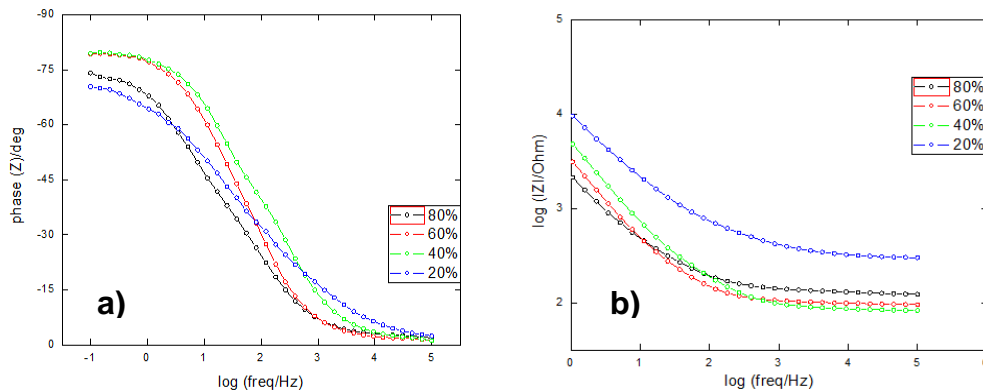 -90
-75
-60
-45
-30
-15
0
phase (Z)/deg
-1 0 1 2 3 4 5
log (freq/Hz)
80%
60%
40%
20%
a)
5
4
3
2
log (IZI/Ohm)
0 1 2 3 4 5 6
log (freq/Hz)
80%
60%
40%
20%
b)